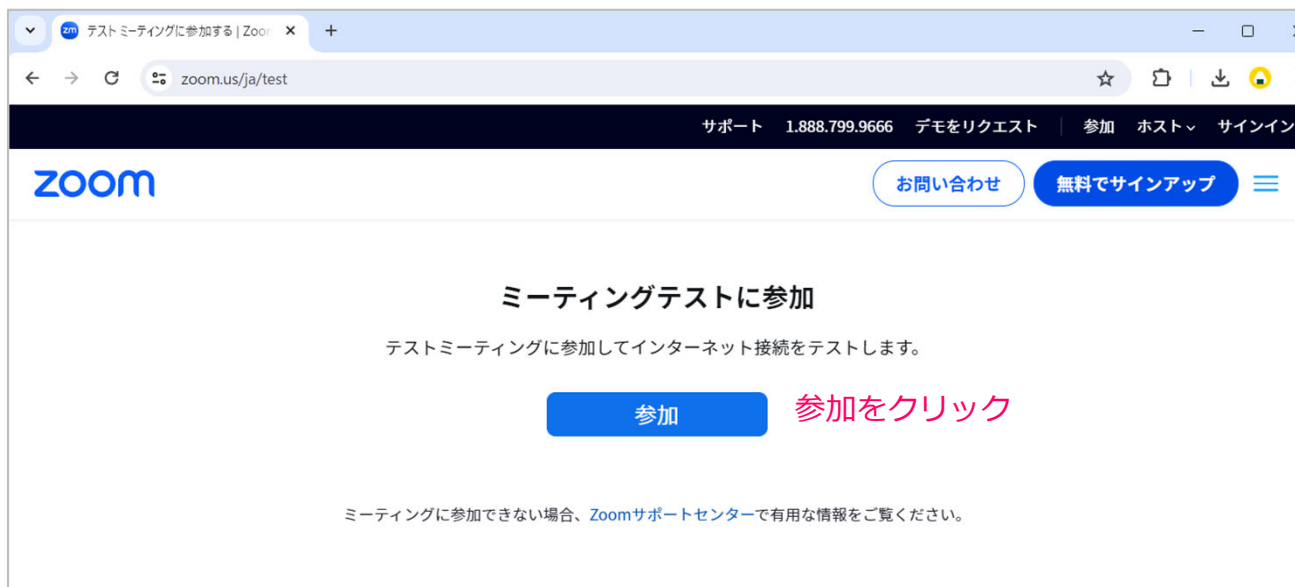 zm テスト ミーティングに参加する | Zoo
zoom.us/ja/test
サポート 1.888.799.9666 デモをリクエスト 参加 ホスト サインイン
zoom お問い合わせ 無料でサインアップ
ミーティングテストに参加
テストミーティングに参加してインターネット接続をテストします。
参加 参加をクリック
ミーティングに参加できない場合、Zoomサポートセンターで有用な情報をご覧ください。